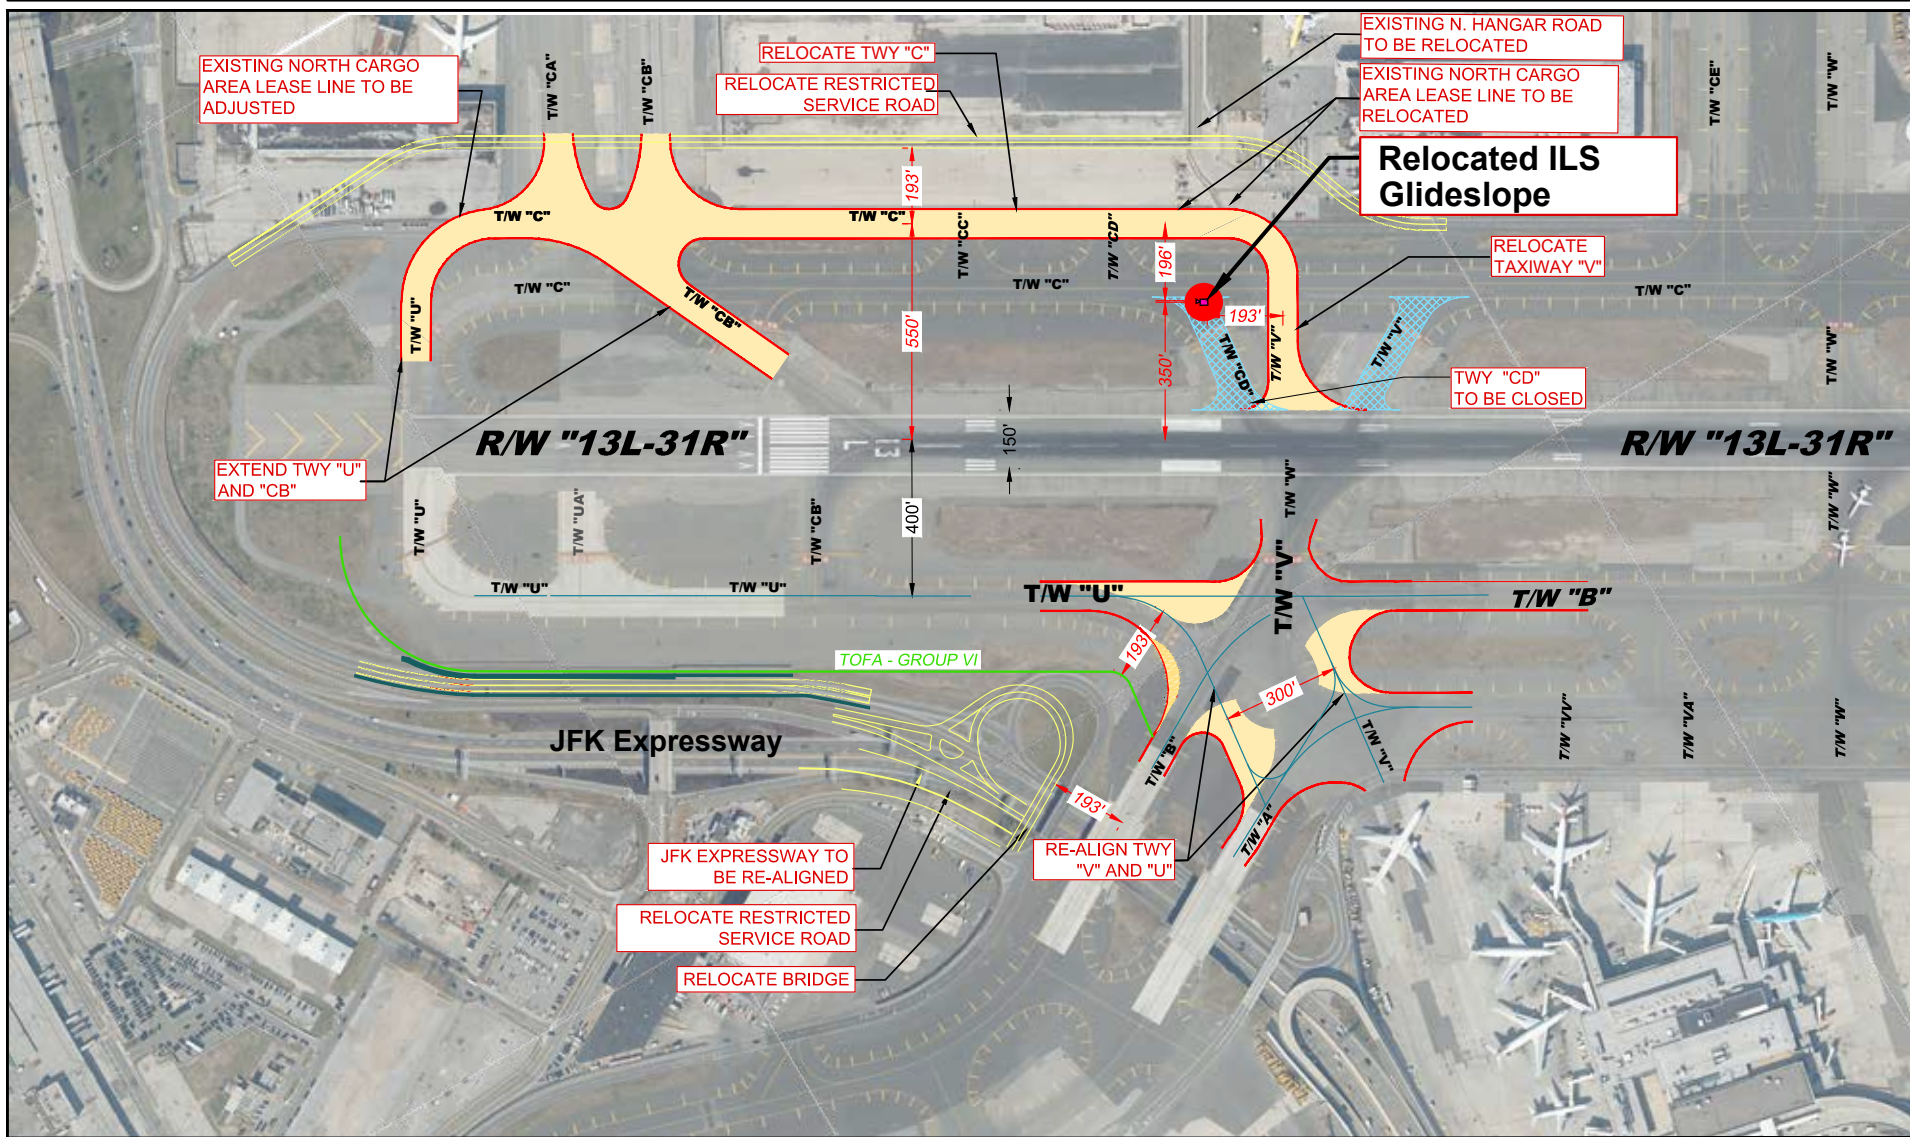 EXISTING NORTH CARGO
AREA LEASE LINE TO BE
ADJUSTED
T/W "CA"
T/W "CB"
RELOCATE TWY "C"
RELOCATE RESTRICTED
SERVICE ROAD
EXISTING N. HANGAR ROAD
TO BE RELOCATED
EXISTING NORTH CARGO
AREA LEASE LINE TO BE
RELOCATED
T/W "CE"
T/W "W"
Relocated ILS
Glideslope
193'
T/W "C"
T/W "C"
T/W "CC"
T/W "CD"
196'
RELOCATE
TAXIWAY "V"
T/W "C"
T/W "C"
T/W "C"
T/W "U"
T/W "CB"
550'
350'
193'
T/W "CD"
T/W "V"
T/W "V"
T/W "W"
TWY "CD"
TO BE CLOSED
R/W "13L-31R"
13
L
150'
R/W "13L-31R"
EXTEND TWY "U"
AND "CB"
T/W "U"
T/W "UA"
T/W "CB"
400'
T/W "W"
T/W "W"
T/W "W"
T/W "U"
T/W "U"
T/W "U"
T/W "V"
T/W "B"
193'
TOFA - GROUP VI
300'
T/W "VV"
T/W "VA"
T/W "W"
JFK Expressway
T/W "B"
T/W "V"
193'
T/W "A"
JFK EXPRESSWAY TO
BE RE-ALIGNED
RE-ALIGN TWY
"V" AND "U"
RELOCATE RESTRICTED
SERVICE ROAD
RELOCATE BRIDGE